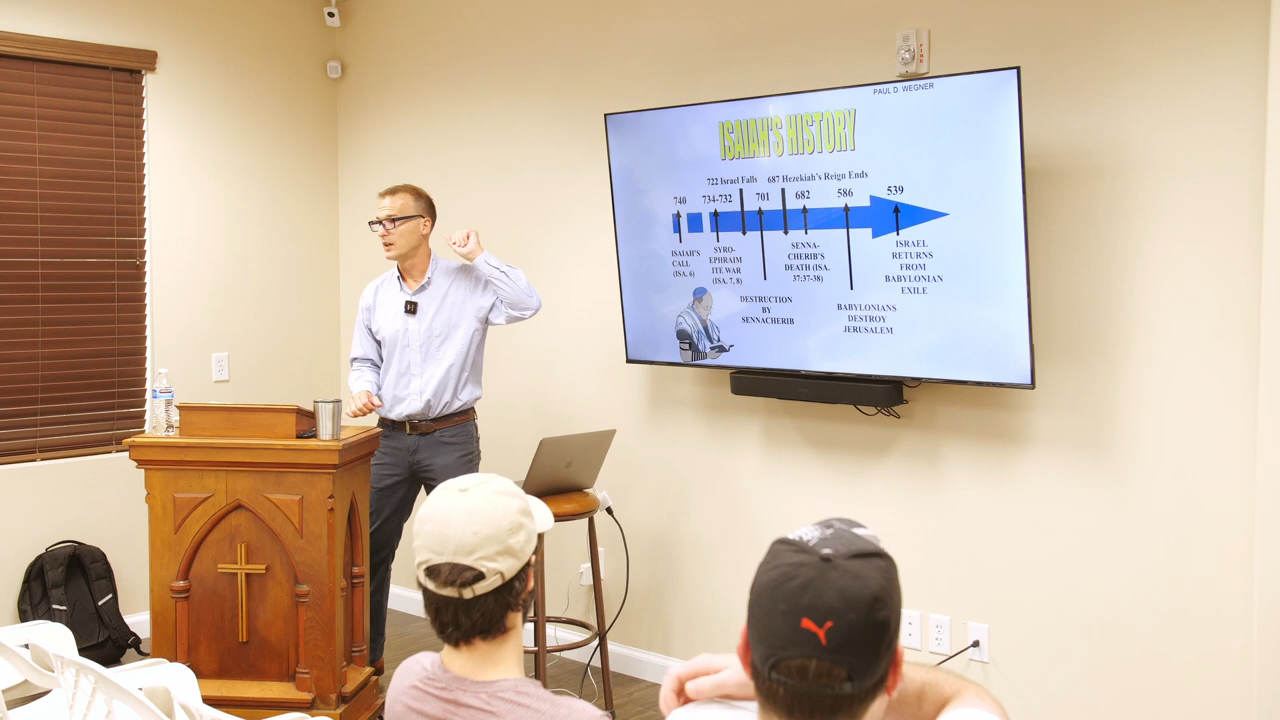 PAUL D. WEGNER
ISAIAH'S HISTORY
722 Israel Falls
687 Hezekiah's Reign Ends
740
734-732
701
682
586
539
ISAIAH'S
CALL
(ISA. 6)
SYRO-
EPHRAIM
ITE WAR
(ISA. 7, 8)
DESTRUCTION
BY
SENNACHERIB
SENNA-
CHERIB'S
DEATH (ISA.
37:37-38)
BABYLONIANS
DESTROY
JERUSALEM
ISRAEL
RETURNS
FROM
BABYLONIAN
EXILE
FIRE